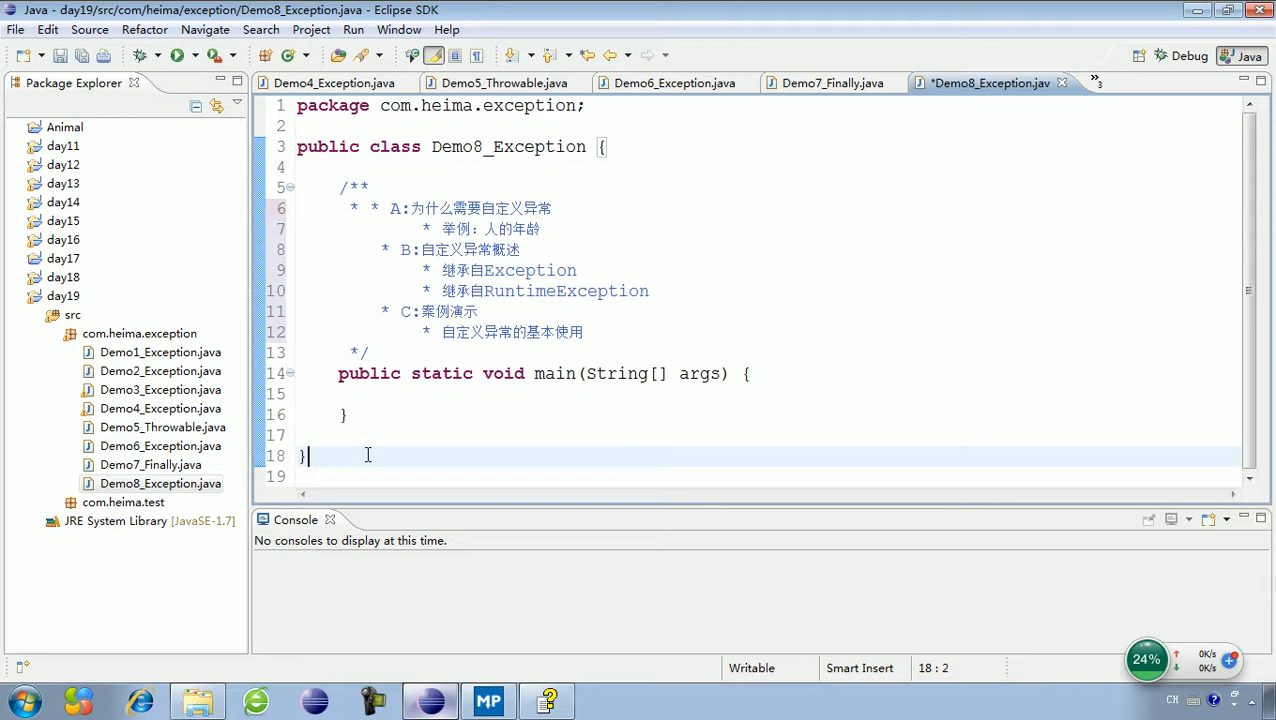 Java - day19/src/com/heima/exception/Demo8_Exception.java - Eclipse SDK
File Edit Source Refactor Navigate Search Project Run Window Help
Debug Java
Package Explorer
Demo4_Exception.java Demo5_Throwable.java Demo6_Exception.java Demo7_Finally.java *Demo8_Exception.jav »3
Animal
day11
day12
day13
day14
day15
day16
day17
day18
day19
src
com.heima.exception
Demo1_Exception.java
Demo2_Exception.java
Demo3_Exception.java
Demo4_Exception.java
Demo5_Throwable.java
Demo6_Exception.java
Demo7_Finally.java
Demo8_Exception.java
com.heima.test
JRE System Library [JavaSE-1.7]
1 package com.heima.exception;
2
3 public class Demo8_Exception {
4
5 /**
6 * * A:为什么需要自定义异常
7 * 举例：人的年龄
8 * B:自定义异常概述
9 * 继承自Exception
10 * 继承自RuntimeException
11 * C:案例演示
12 * 自定义异常的基本使用
13 */
14 public static void main(String[] args) {
15
16 }
17
18 }
19
Console
No consoles to display at this time.
Writable Smart Insert 18 : 2
24% 0K/s
0K/s
MP
CH